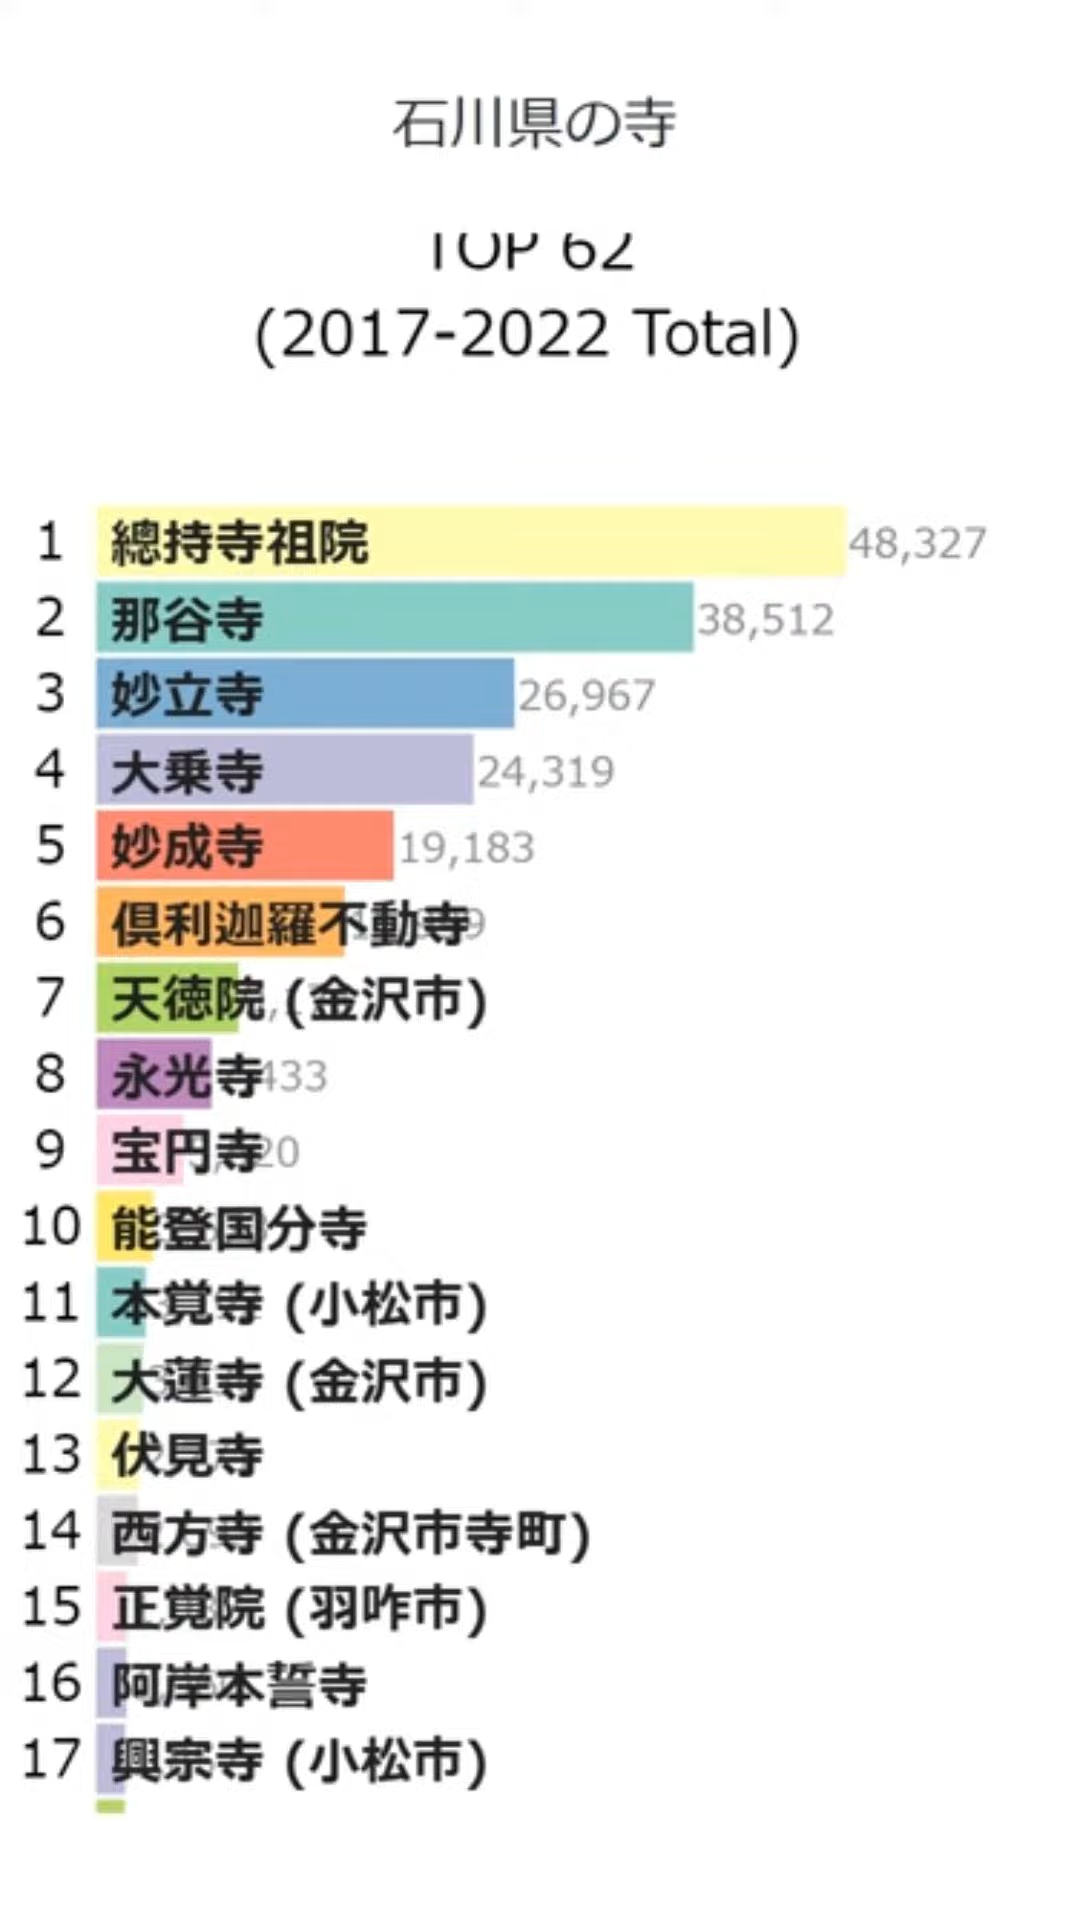 石川県の寺
TOP 62
(2017-2022 Total)
1 總持寺祖院 48,327
2 那谷寺 38,512
3 妙立寺 26,967
4 大乗寺 24,319
5 妙成寺 19,183
6 倶利迦羅不動寺
7 天徳院 (金沢市)
8 永光寺
9 宝円寺
10 能登国分寺
11 本覚寺 (小松市)
12 大蓮寺 (金沢市)
13 伏見寺
14 西方寺 (金沢市寺町)
15 正覚院 (羽咋市)
16 阿岸本誓寺
17 興宗寺 (小松市)